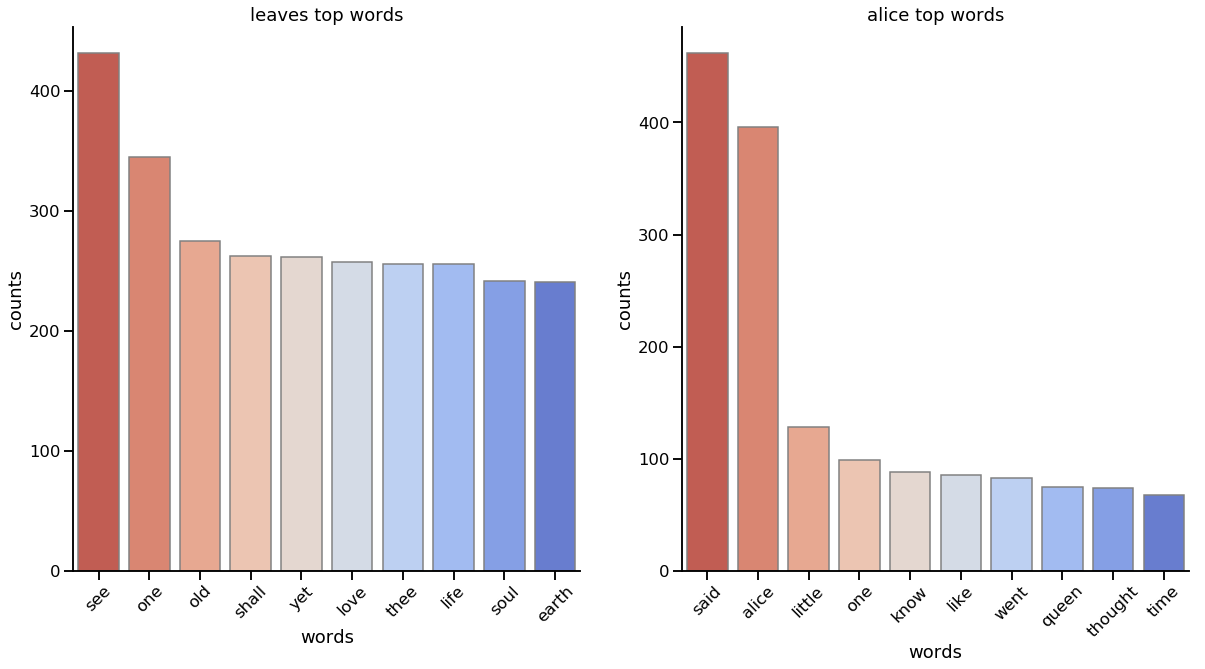 leaves top words
counts
400
300
200
100
0
see one old shall yet love thee life soul earth
words
alice top words
counts
400
300
200
100
0
said alice little one know like went queen thought time
words